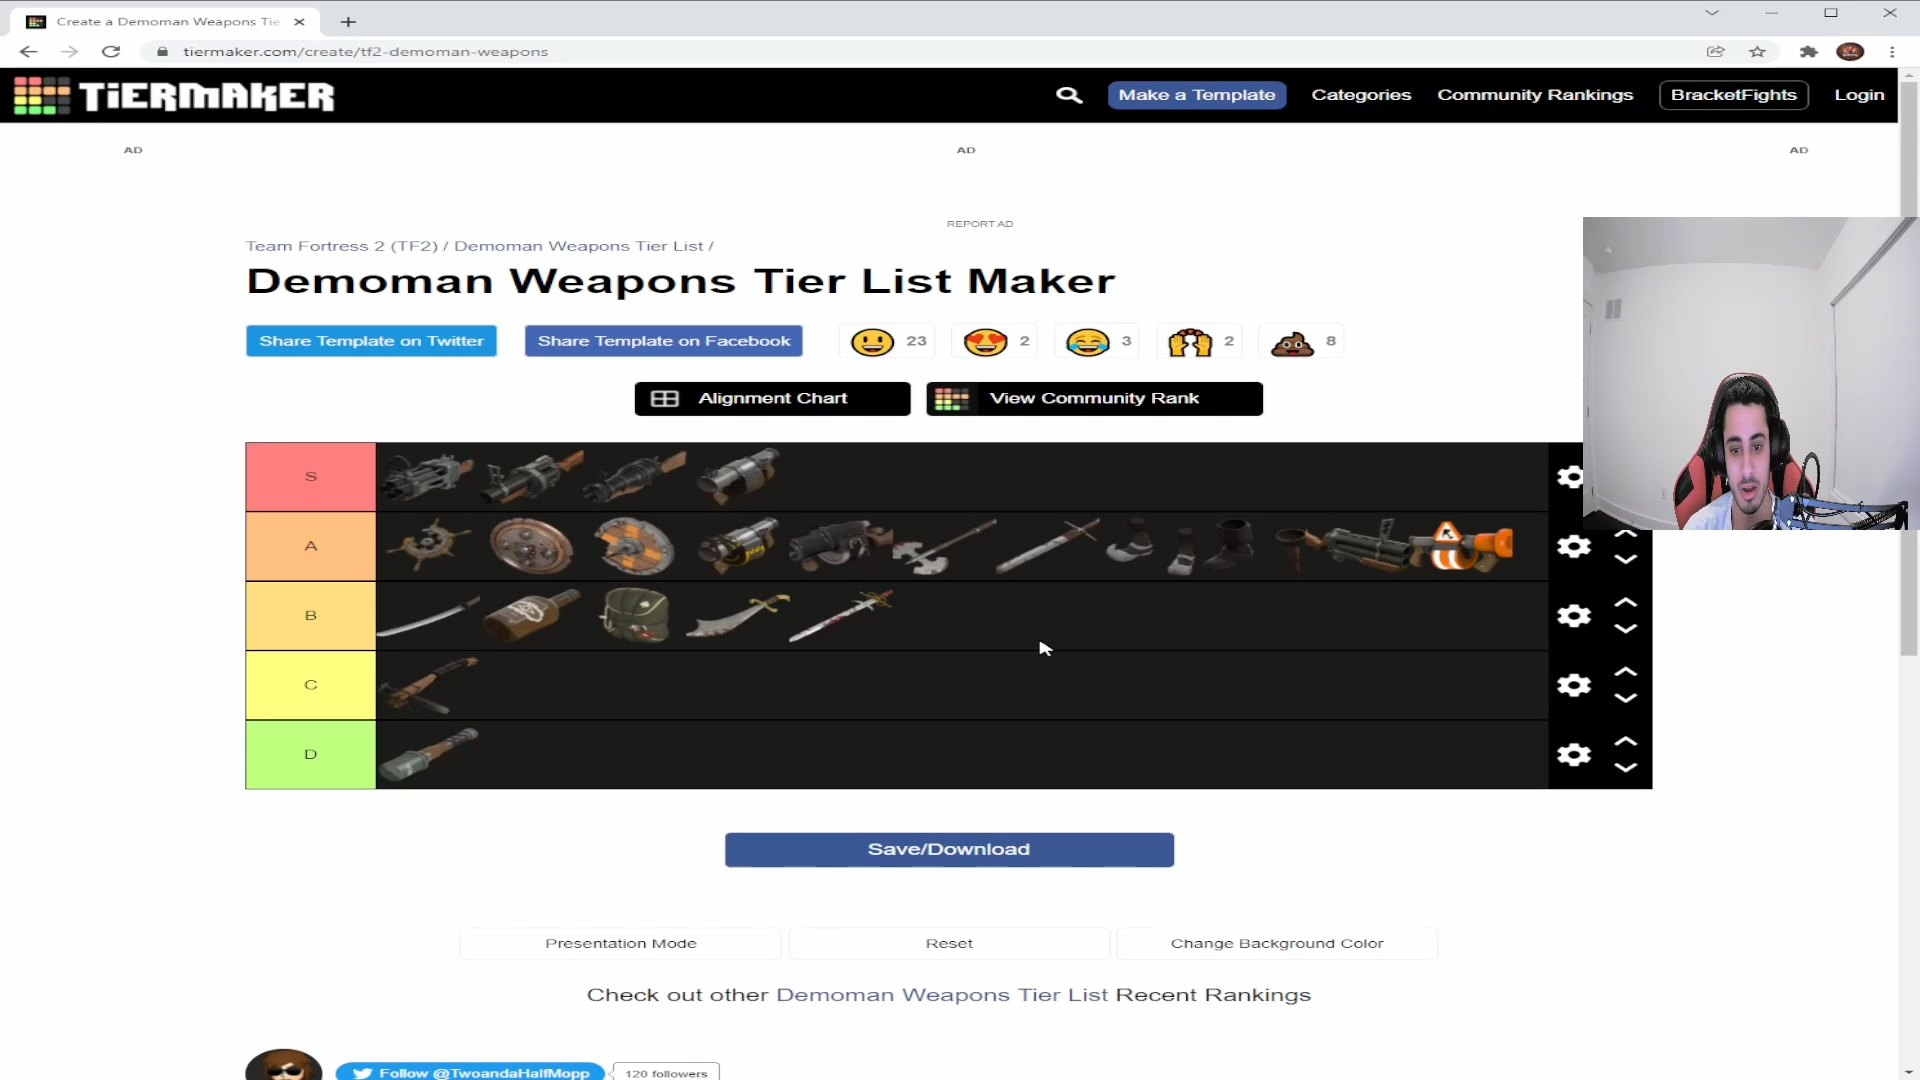 Create a Demoman Weapons Tie
tiermaker.com/create/tf2-demoman-weapons
TiERMAKER
Make a Template
Categories
Community Rankings
BracketFights
Login
AD
AD
AD
REPORT AD
Team Fortress 2 (TF2) / Demoman Weapons Tier List /
Demoman Weapons Tier List Maker
Share Template on Twitter
Share Template on Facebook
23
2
3
2
8
Alignment Chart
View Community Rank
S
A
B
C
D
Save/Download
Presentation Mode
Reset
Change Background Color
Check out other Demoman Weapons Tier List Recent Rankings
Follow @TwoandaHalfMopp
120 followers